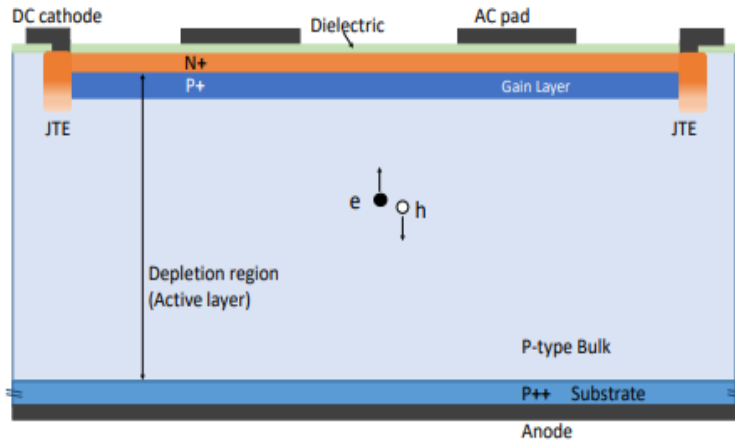 DC cathode
Dielectric
AC pad
N+
P+
Gain Layer
JTE
JTE
e
h
Depletion region
(Active layer)
P-type Bulk
P++ Substrate
Anode